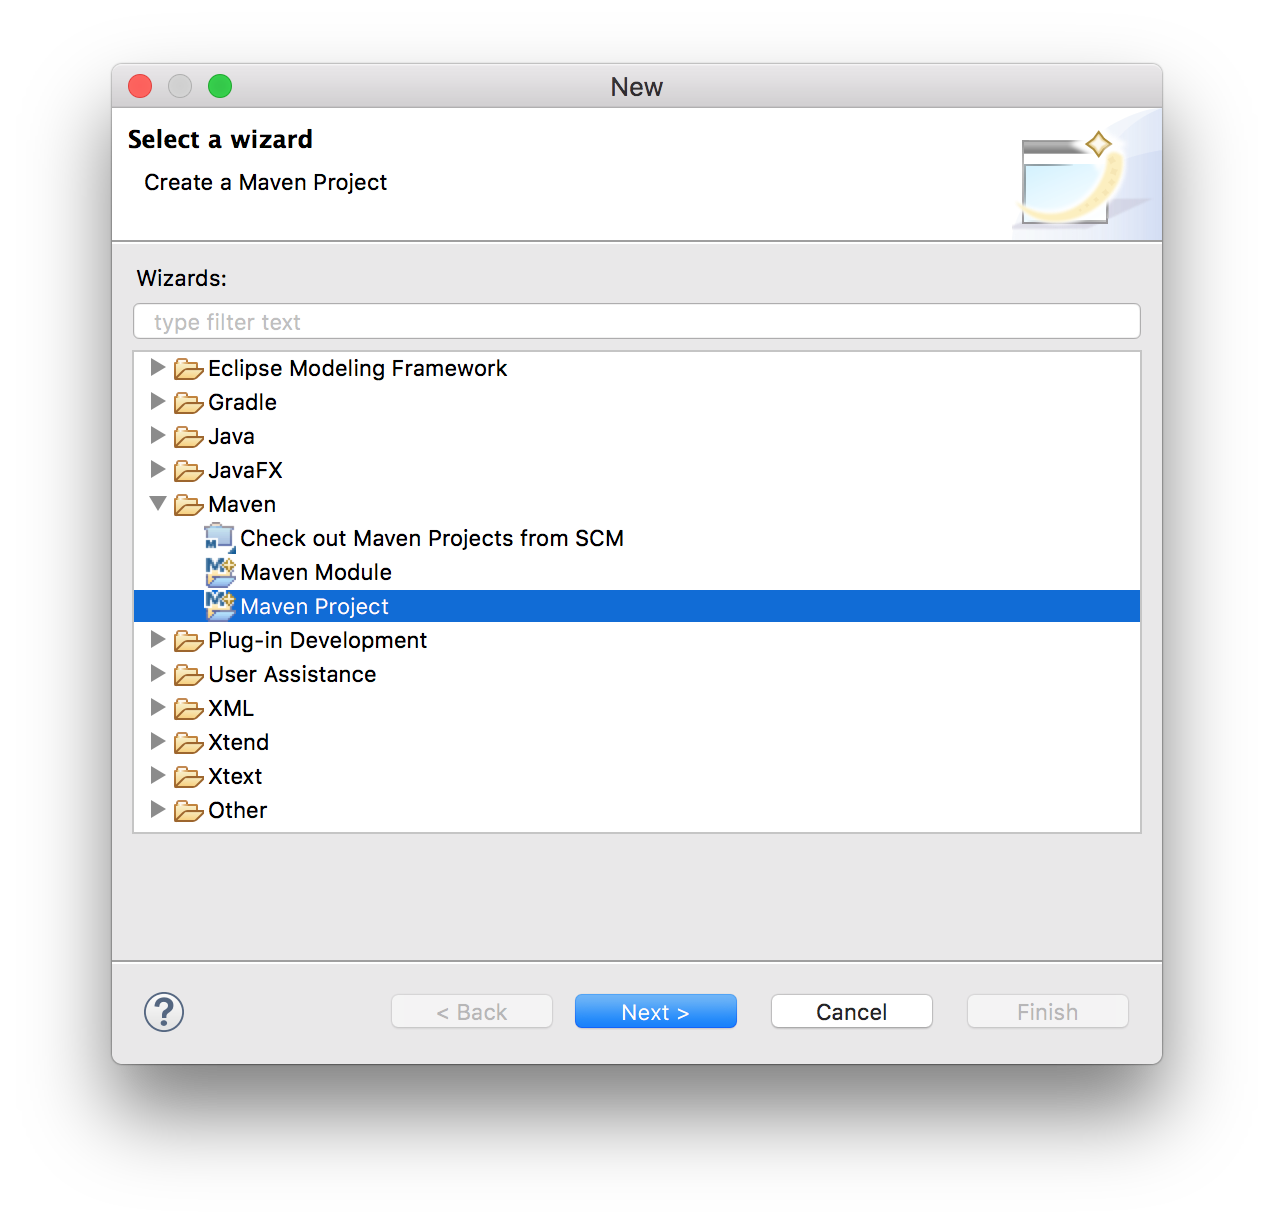 New
Select a wizard
Create a Maven Project
Wizards:
type filter text
Eclipse Modeling Framework
Gradle
Java
JavaFX
Maven
Check out Maven Projects from SCM
Maven Module
Maven Project
Plug-in Development
User Assistance
XML
Xtend
Xtext
Other
? < Back Next > Cancel Finish